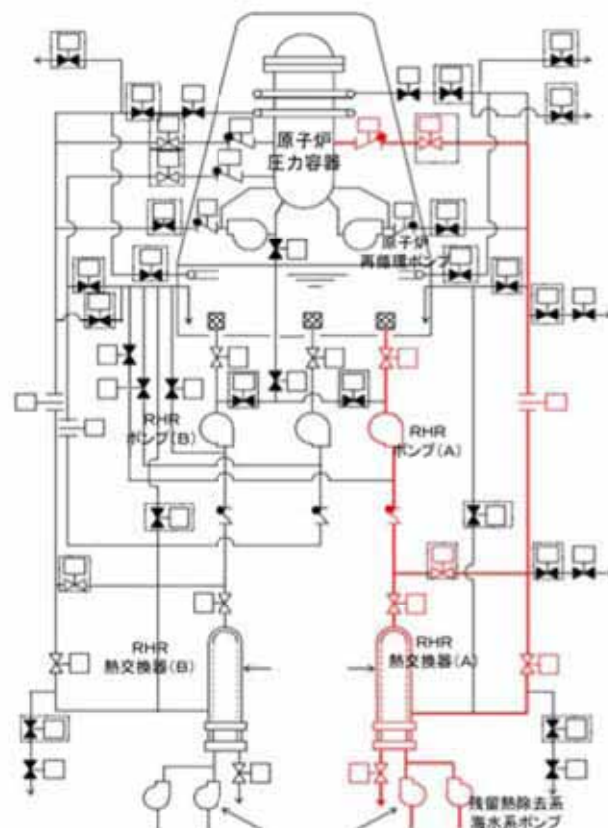 原子炉
圧力容器
原子炉
再循環ポンプ
RHR
ポンプ(B)
RHR
ポンプ(A)
RHR
熱交換器(B)
RHR
熱交換器(A)
残留熱除去系
海水系ポンプ